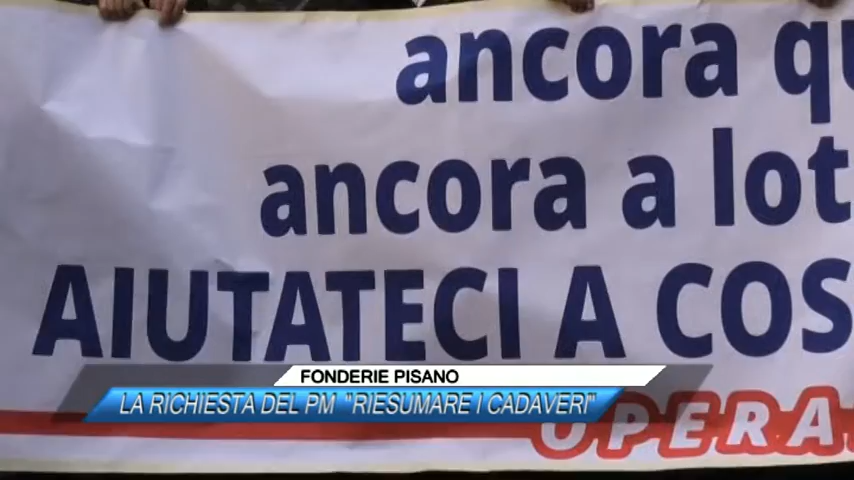 ancora
ancora a
AIUTATECI A
FONDERIE PISANO
LA RICHIESTA DEL PM "RIESUMARE I CADAVERI"